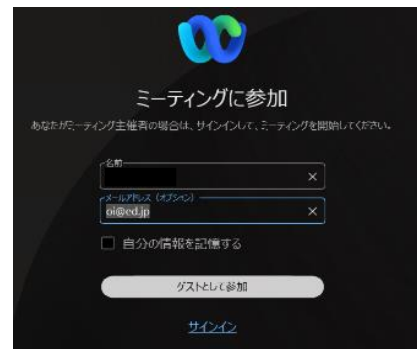 ミーティングに参加
あなたがミーティング主催者の場合は、サインインして、ミーティングを開始してください。
名前
メールアドレス (オプション)
oi@ed.jp
自分の情報を記憶する
ゲストとして参加
サインイン